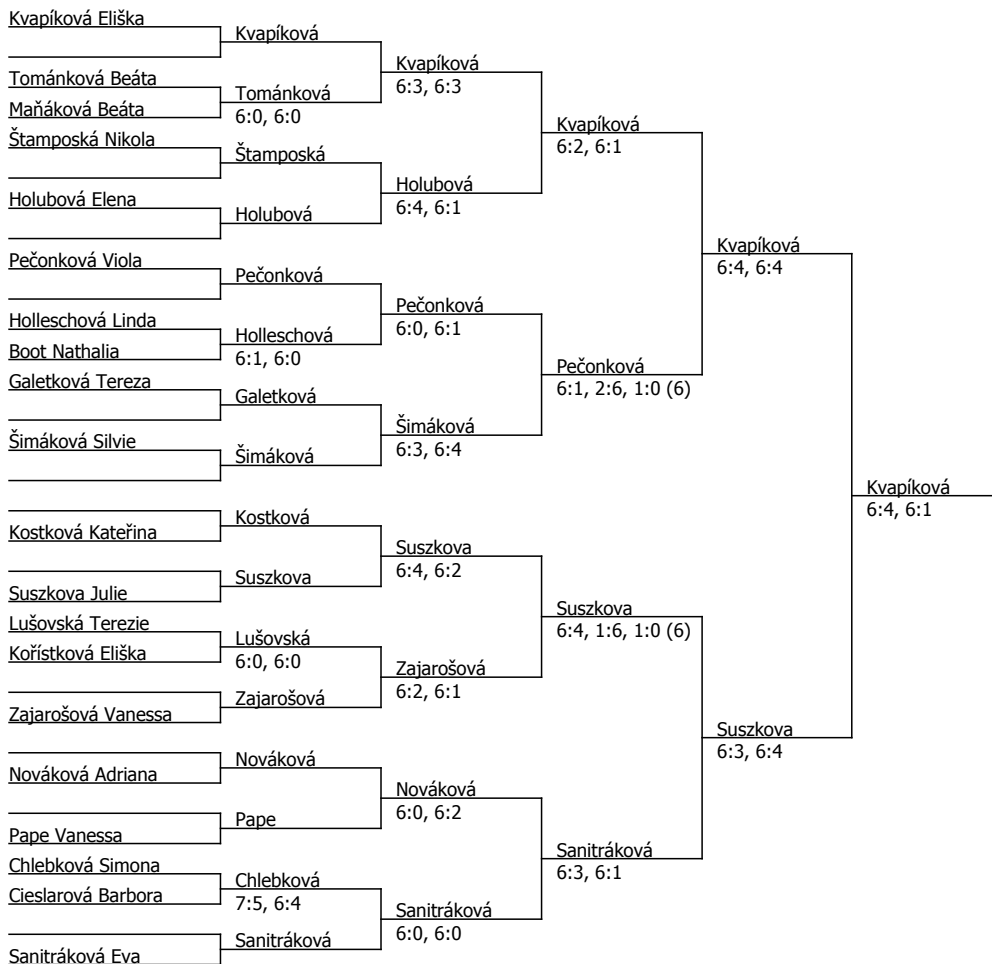 Kvapíková Eliška
Kvapíková
Kvapíková
6:3, 6:3
Tománková Beáta
Tománková
Maňáková Beáta
6:0, 6:0
Kvapíková
6:2, 6:1
Štamposká Nikola
Štamposká
Holubová
6:4, 6:1
Holubová Elena
Holubová
Kvapíková
6:4, 6:4
Pečonková Viola
Pečonková
Pečonková
6:0, 6:1
Holleschová Linda
Holleschová
Boot Nathalia
6:1, 6:0
Pečonková
6:1, 2:6, 1:0 (6)
Galetková Tereza
Galetková
Šimáková
6:3, 6:4
Šimáková Silvie
Šimáková
Kvapíková
6:4, 6:1
Kostková
Kostková Kateřina
Suszkova
6:4, 6:2
Suszkova
Suszkova Julie
Suszkova
6:4, 1:6, 1:0 (6)
Lušovská Terezie
Lušovská
Kořístková Eliška
6:0, 6:0
Zajarošová
6:2, 6:1
Zajarošová
Zajarošová Vanessa
Suszkova
6:3, 6:4
Nováková
Nováková Adriana
Nováková
6:0, 6:2
Pape
Pape Vanessa
Sanitráková
6:3, 6:1
Chlebková Simona
Chlebková
Cieslarová Barbora
7:5, 6:4
Sanitráková
6:0, 6:0
Sanitráková
Sanitráková Eva